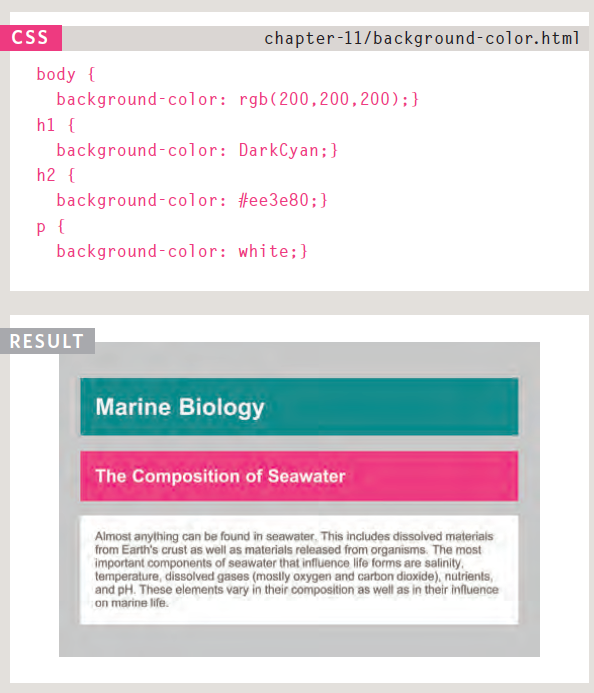 CSS
chapter-11/background-color.html
body {
  background-color: rgb(200,200,200);}
h1 {
  background-color: DarkCyan;}
h2 {
  background-color: #ee3e80;}
p {
  background-color: white;}
RESULT
Marine Biology
The Composition of Seawater
Almost anything can be found in seawater. This includes dissolved materials
from Earth's crust as well as materials released from organisms. The most
important components of seawater that influence life forms are salinity,
temperature, dissolved gases (mostly oxygen and carbon dioxide), nutrients,
and pH. These elements vary in their composition as well as in their influence
on marine life.